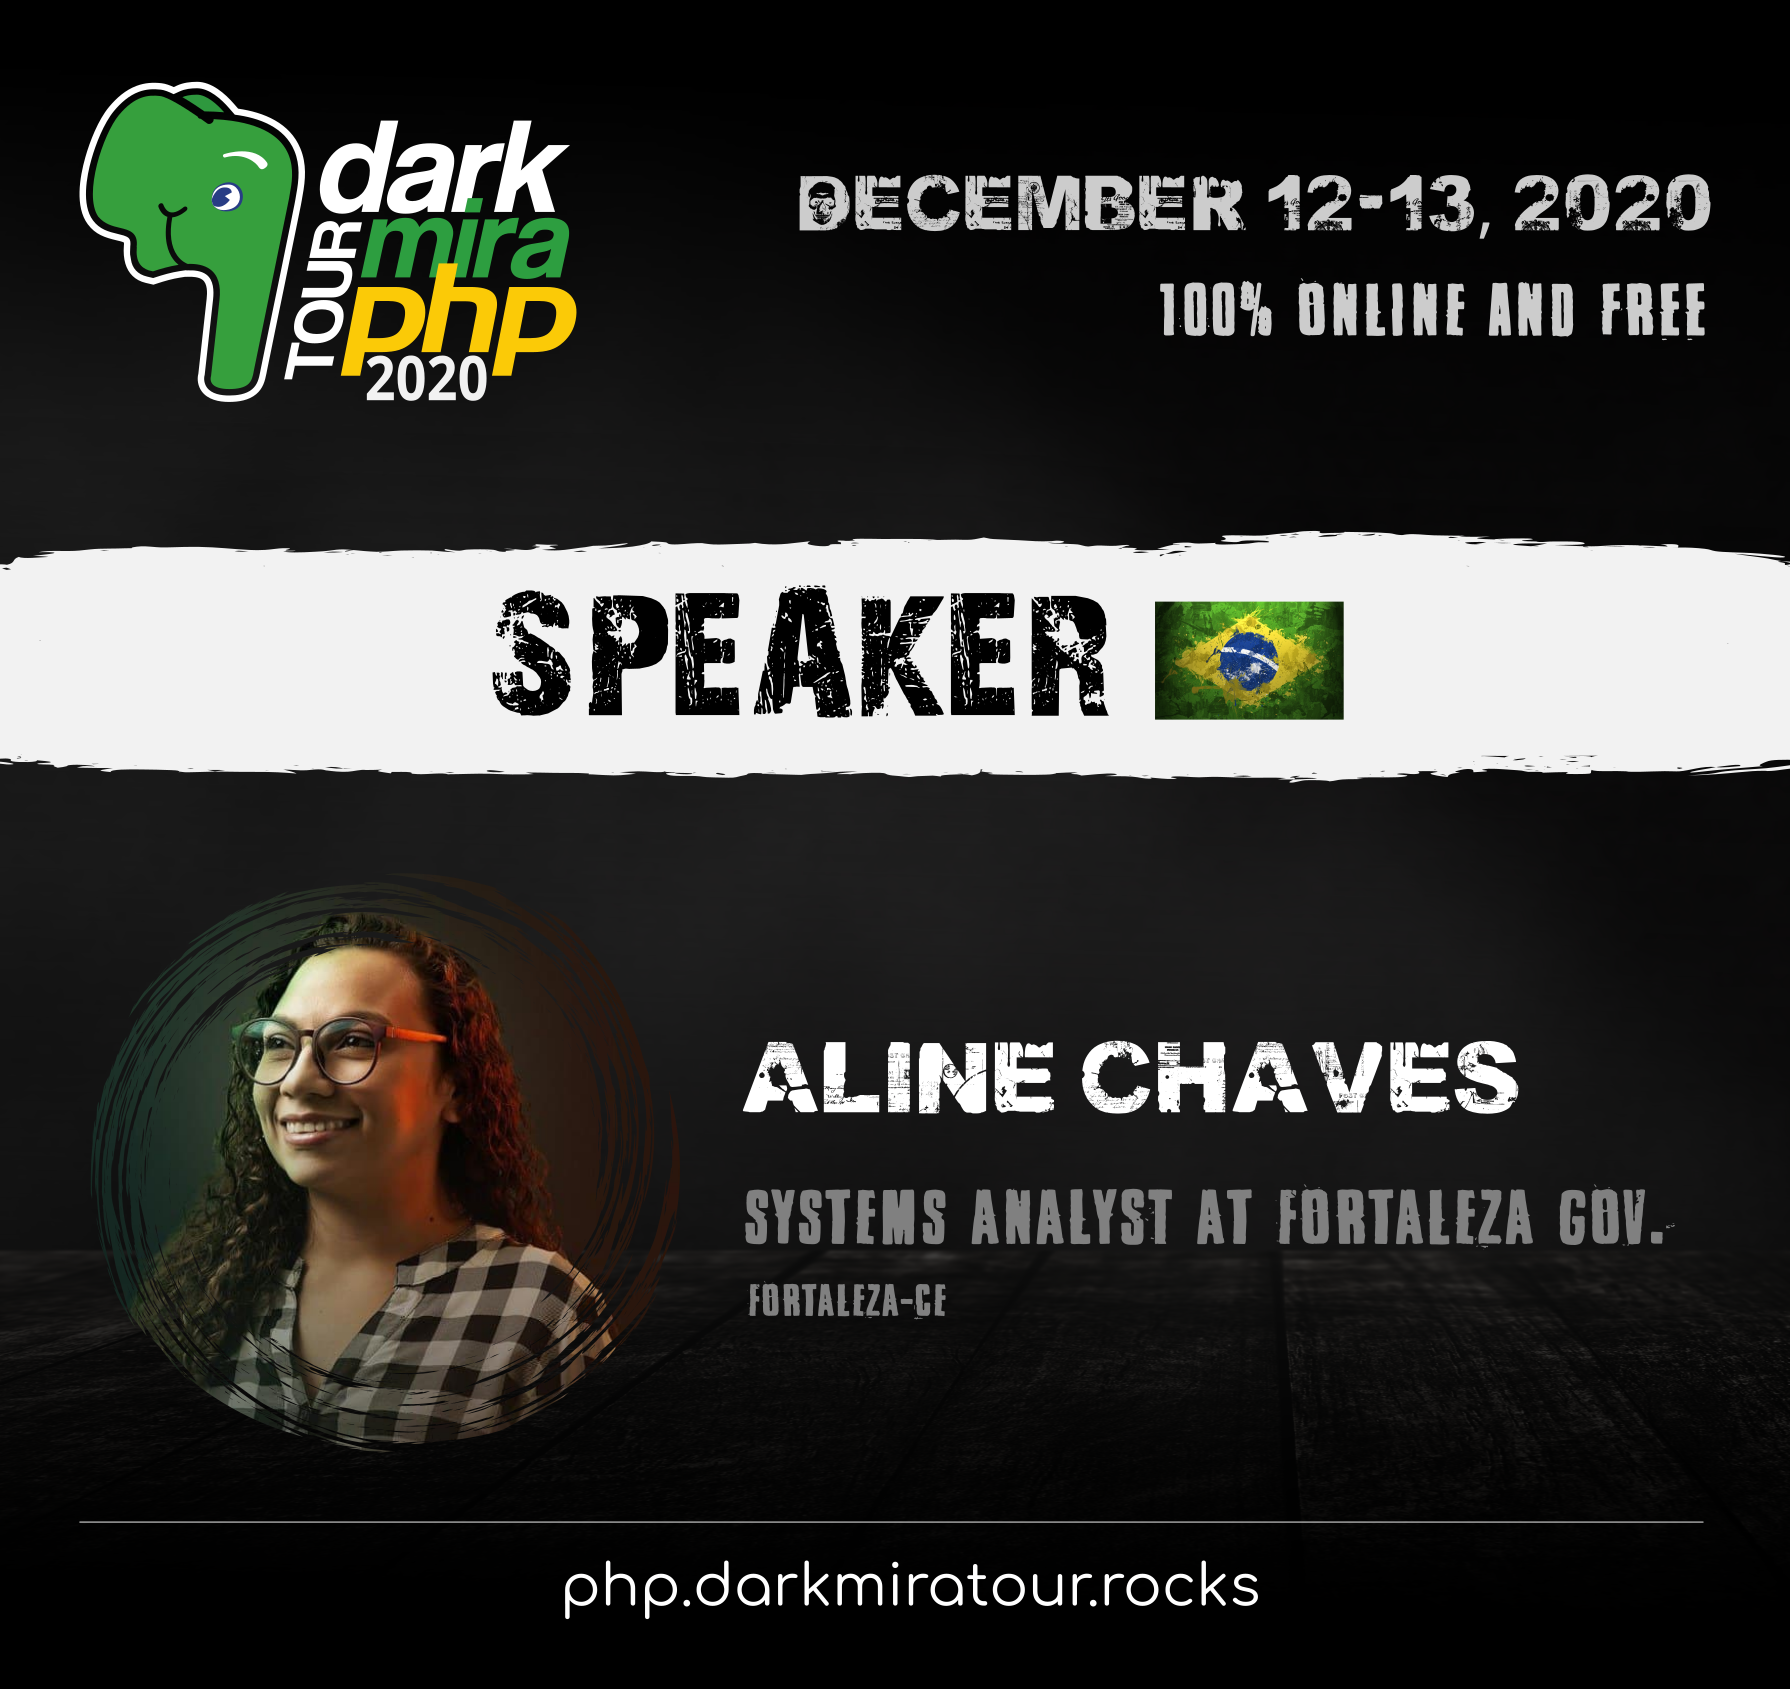 dark
mira
TOUR
php
2020
DECEMBER 12-13, 2020
100% ONLINE AND FREE
SPEAKER
ALINE CHAVES
SYSTEMS ANALYST AT FORTALEZA GOV.
FORTALEZA-CE
php.darkmiratour.rocks